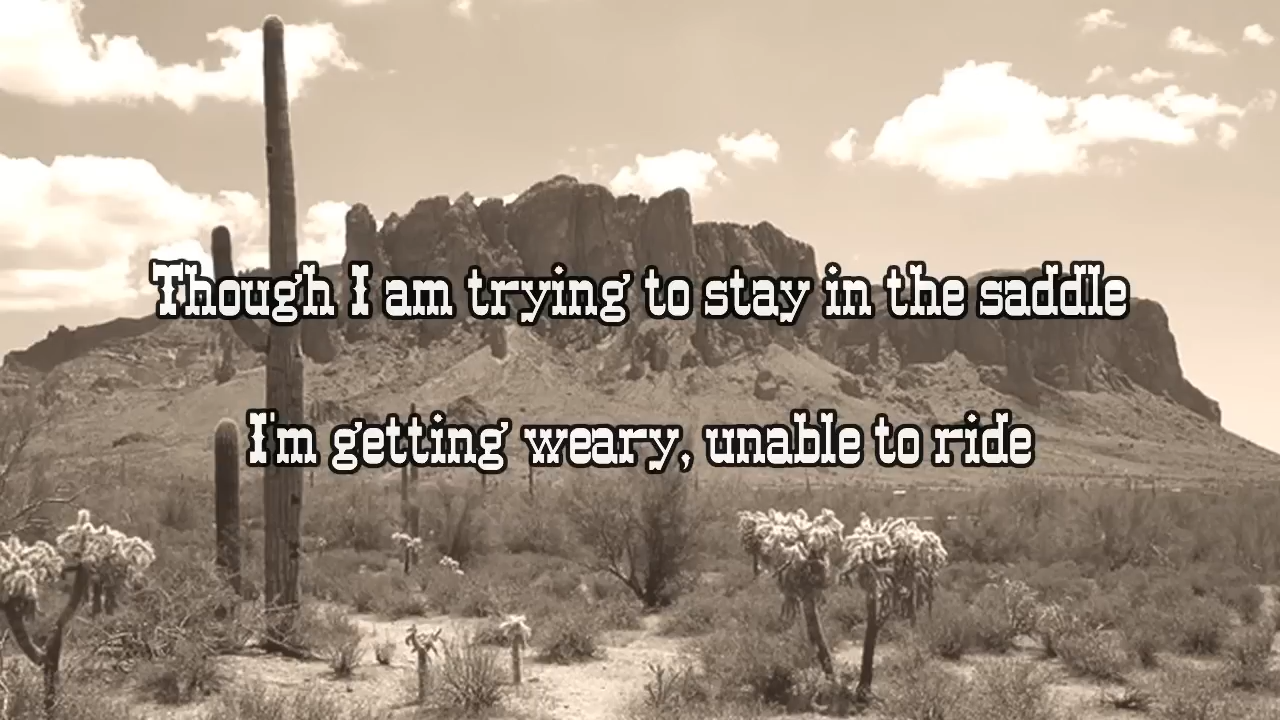 Though I am trying to stay in the saddle
I'm getting weary, unable to ride